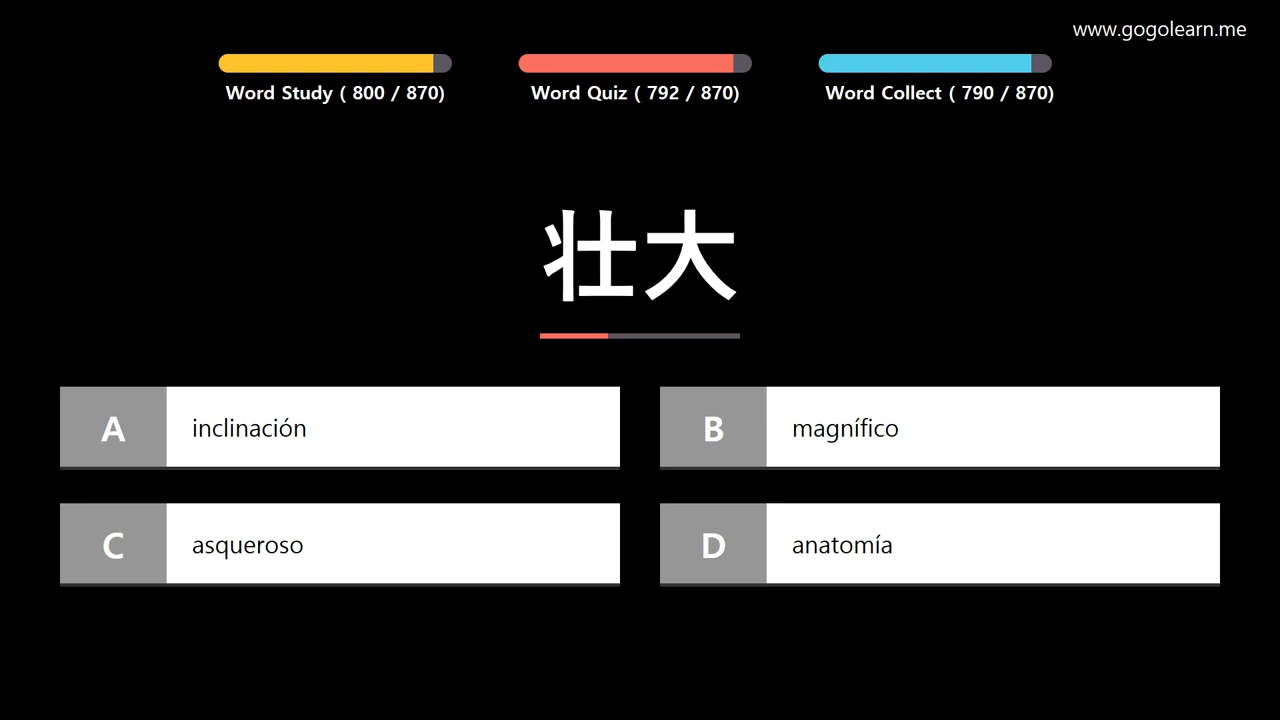 www.gogolearn.me
Word Study ( 800 / 870)
Word Quiz ( 792 / 870)
Word Collect ( 790 / 870)
壮大
A inclinación
B magnífico
C asqueroso
D anatomía